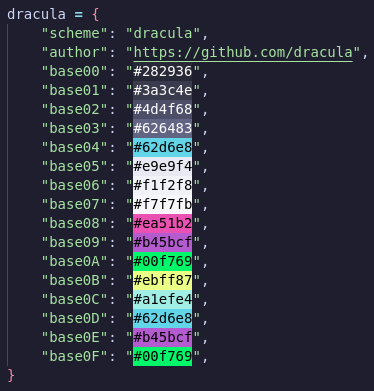 dracula = {
    "scheme": "dracula",
    "author": "https://github.com/dracula",
    "base00": "#282936",
    "base01": "#3a3c4e",
    "base02": "#4d4f68",
    "base03": "#626483",
    "base04": "#62d6e8",
    "base05": "#e9e9f4",
    "base06": "#f1f2f8",
    "base07": "#f7f7fb",
    "base08": "#ea51b2",
    "base09": "#b45bcf",
    "base0A": "#00f769",
    "base0B": "#ebff87",
    "base0C": "#a1efe4",
    "base0D": "#62d6e8",
    "base0E": "#b45bcf",
    "base0F": "#00f769",
}